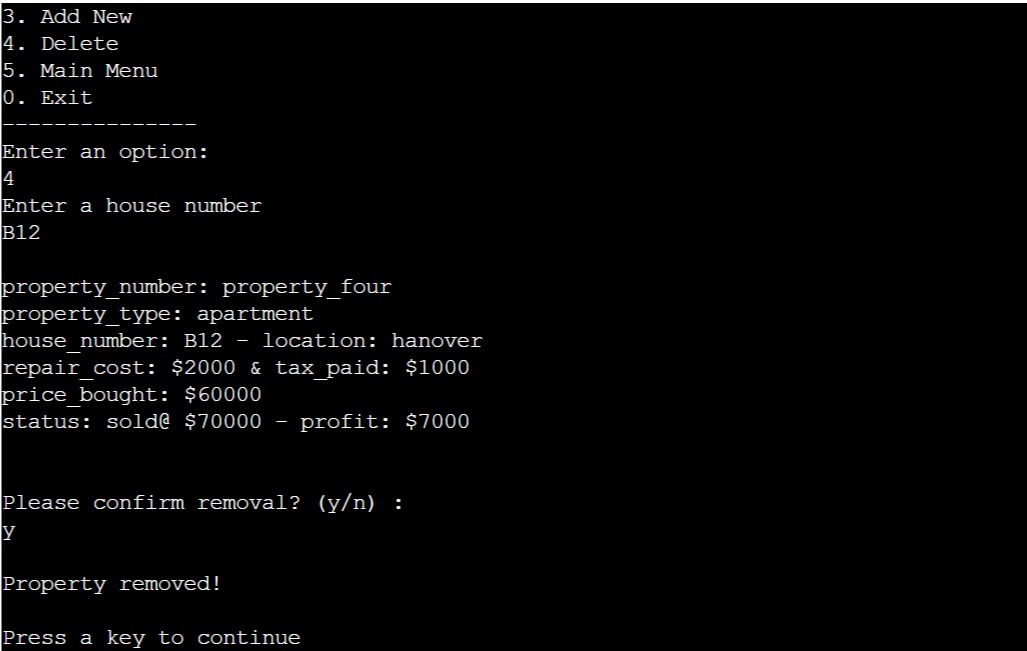 3. Add New
4. Delete
5. Main Menu
0. Exit
---------------
Enter an option:
4
Enter a house number
B12
property_number: property_four
property_type: apartment
house_number: B12 - location: hanover
repair_cost: $2000 & tax_paid: $1000
price_bought: $60000
status: sold@ $70000 - profit: $7000
Please confirm removal? (y/n) :
y
Property removed!
Press a key to continue